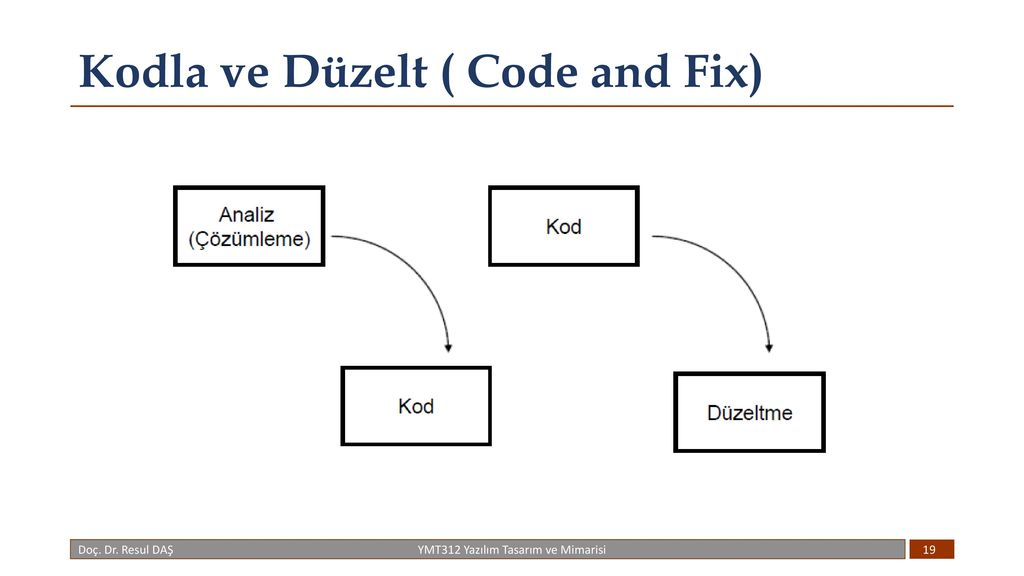 Kodla ve Düzelt ( Code and Fix)
Analiz
(Çözümleme)
Kod
Kod
Düzeltme
Doç. Dr. Resul DAŞ
YMT312 Yazılım Tasarım ve Mimarisi
19